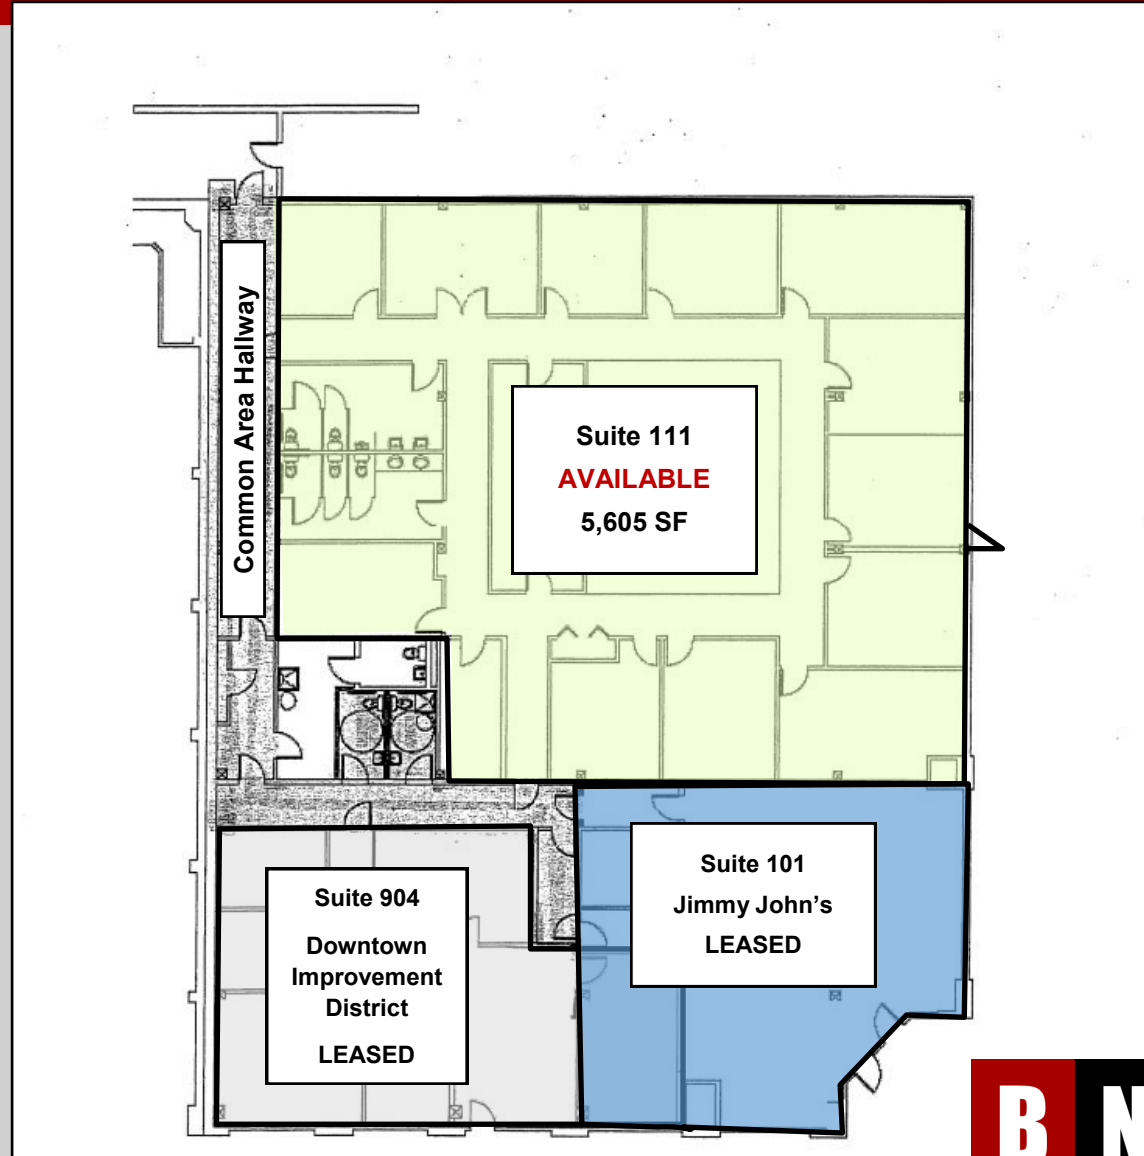 Common Area Hallway
Suite 111
AVAILABLE
5,605 SF
Suite 904
Downtown
Improvement
District
LEASED
Suite 101
Jimmy John’s
LEASED
B N